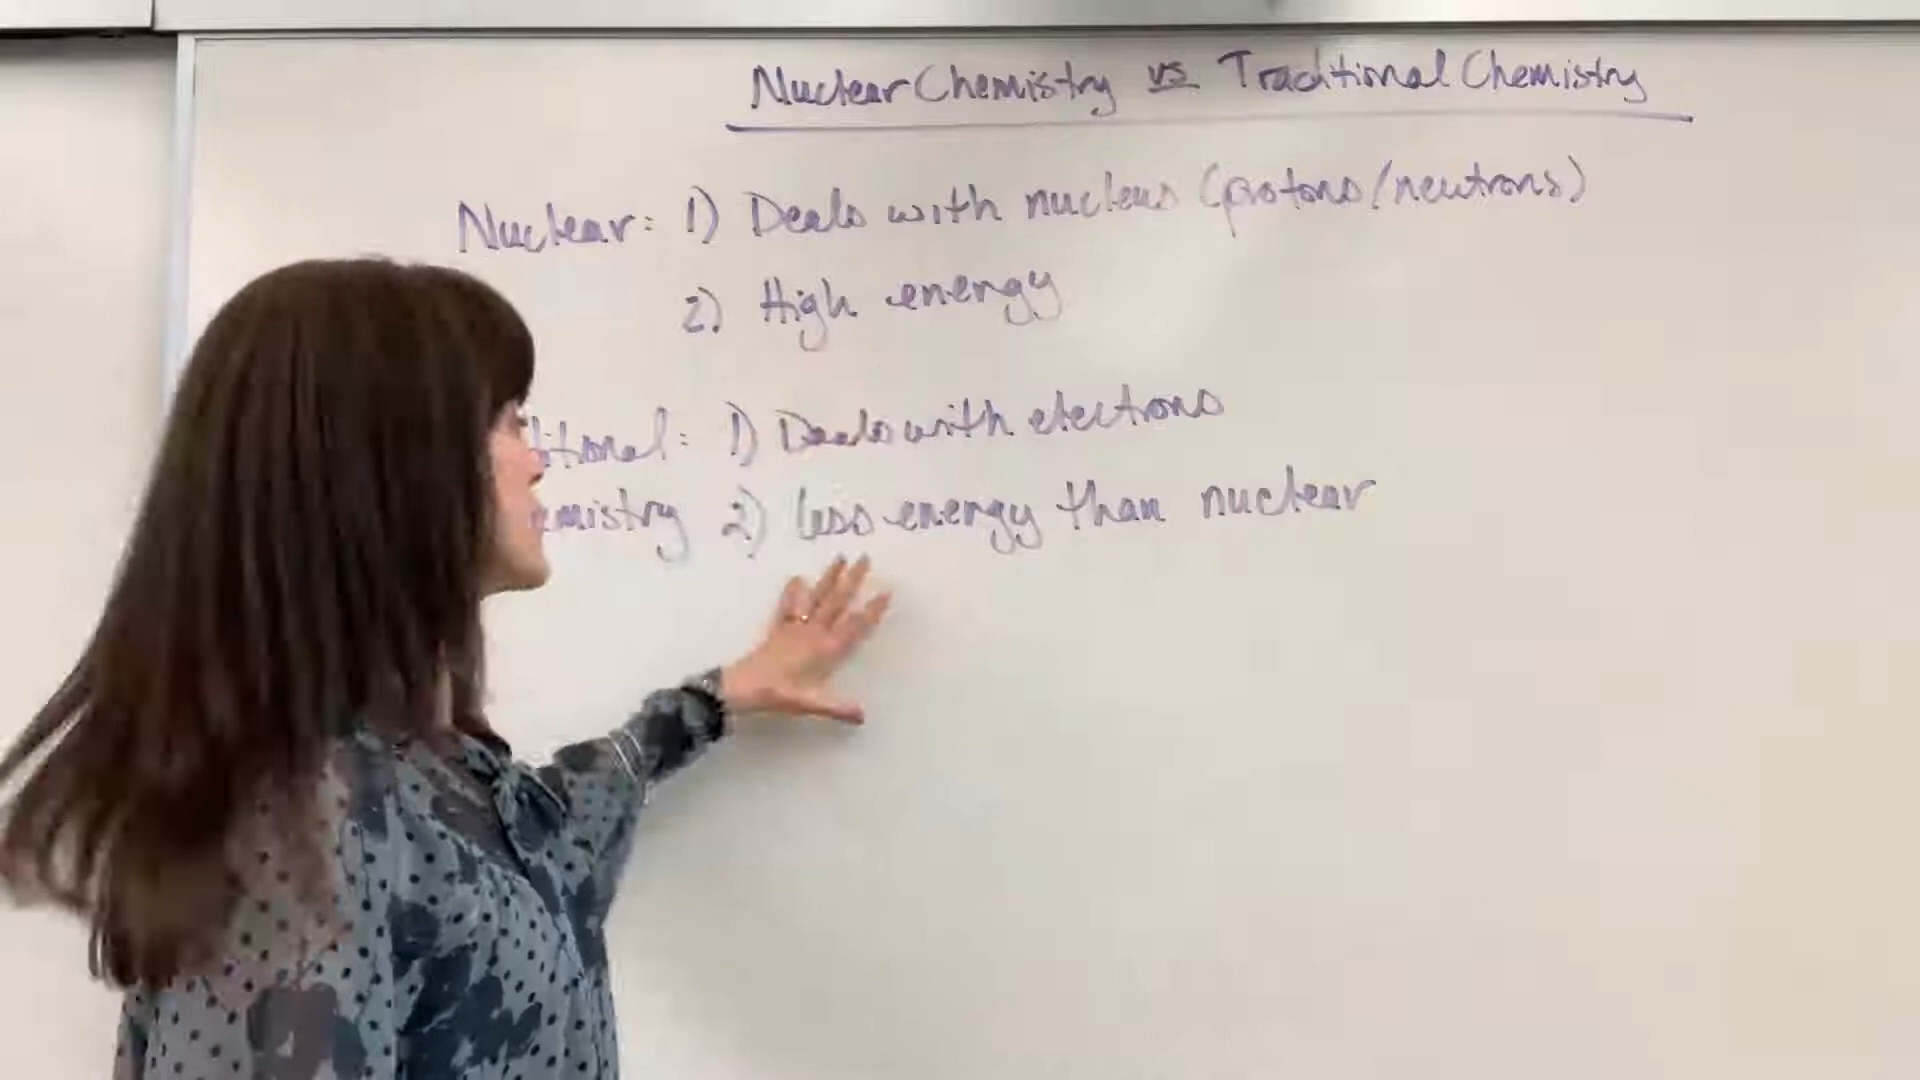 Nuclear Chemistry vs Traditional Chemistry
Nuclear: 1) Deals with nucleus (protons/neutrons)
2) High energy
itional: 1) Deals with electrons
emistry 2) less energy than nuclear